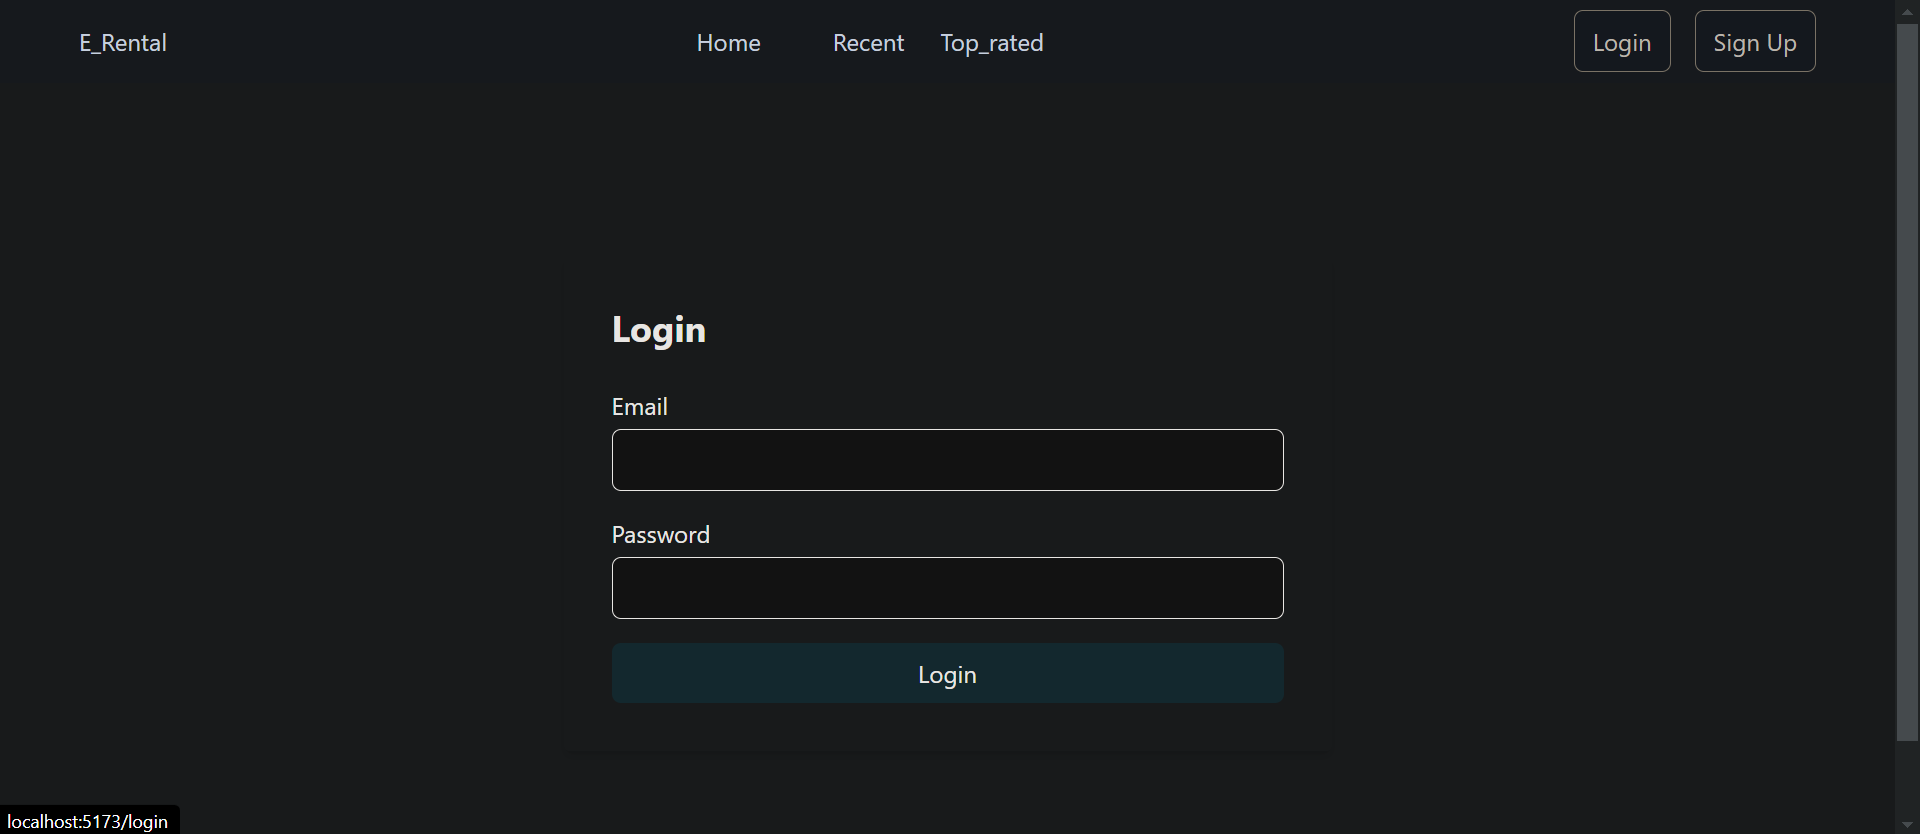 E_Rental Home Recent Top_rated Login Sign Up
Login
Email
Password
Login
localhost:5173/login